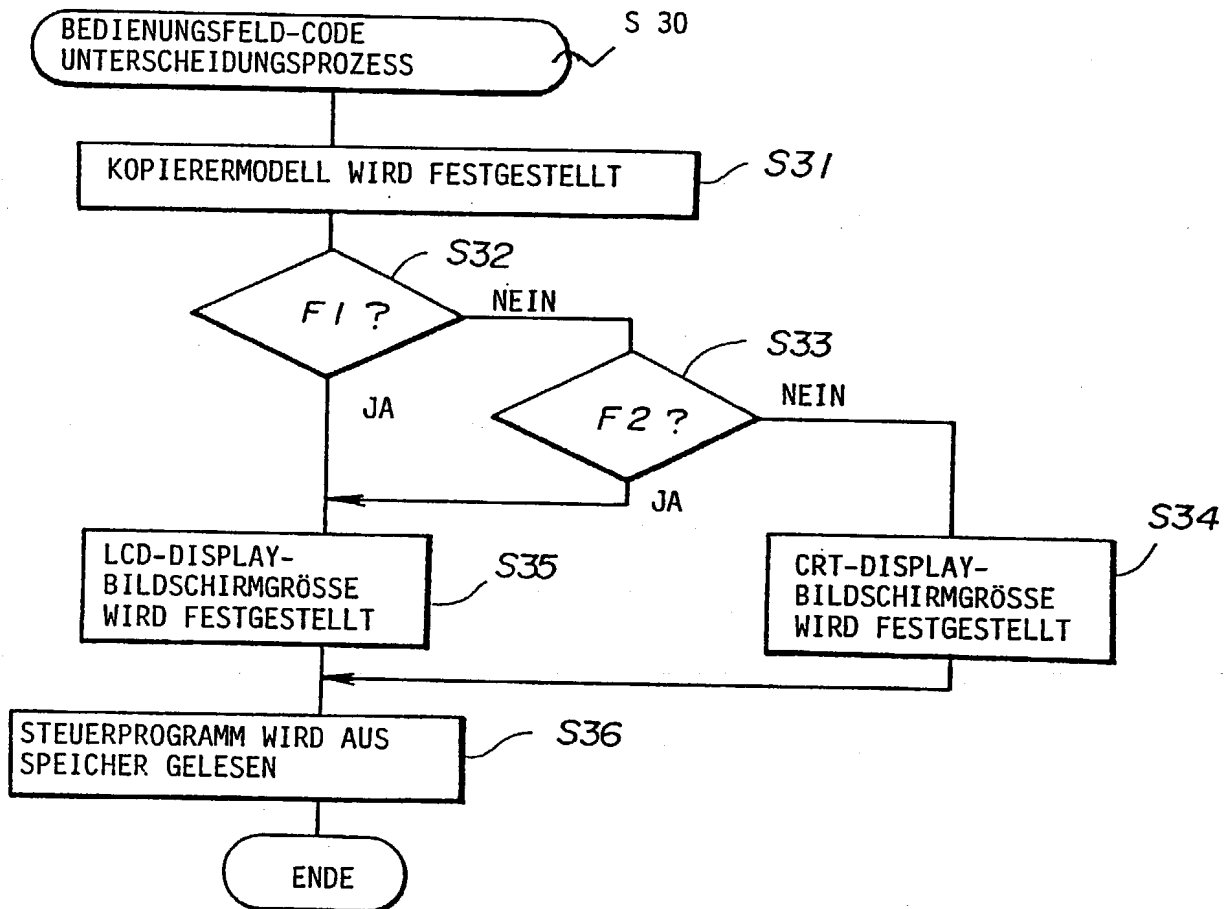 BEDIENUNGSFELD-CODE
UNTERSCHEIDUNGSPROZESS
S 30
KOPIERERMODELL WIRD FESTGESTELLT
S31
S32
F1 ?
NEIN
JA
S33
F2 ?
NEIN
JA
S34
LCD-DISPLAY-
BILDSCHIRMGRÖSSE
WIRD FESTGESTELLT
S35
CRT-DISPLAY-
BILDSCHIRMGRÖSSE
WIRD FESTGESTELLT
STEUERPROGRAMM WIRD AUS
SPEICHER GELESEN
S36
ENDE